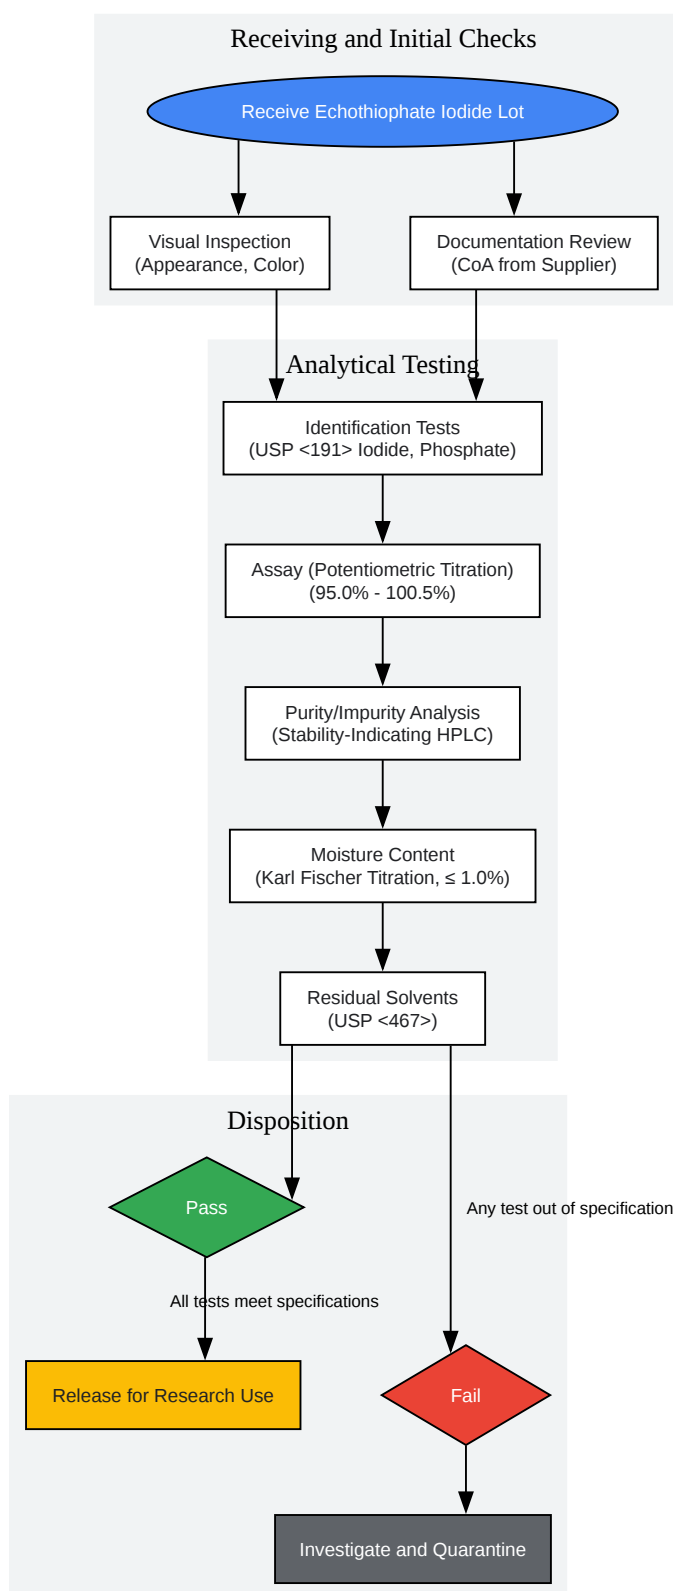 Receiving and Initial Checks
Receive Echothiophate Iodide Lot
Visual Inspection
(Appearance, Color)
Documentation Review
(CoA from Supplier)
Analytical Testing
Identification Tests
(USP <191> Iodide, Phosphate)
Assay (Potentiometric Titration)
(95.0% - 100.5%)
Purity/Impurity Analysis
(Stability-Indicating HPLC)
Moisture Content
(Karl Fischer Titration, ≤ 1.0%)
Residual Solvents
(USP <467>)
Disposition
Pass
Any test out of specification
All tests meet specifications
Release for Research Use
Fail
Investigate and Quarantine